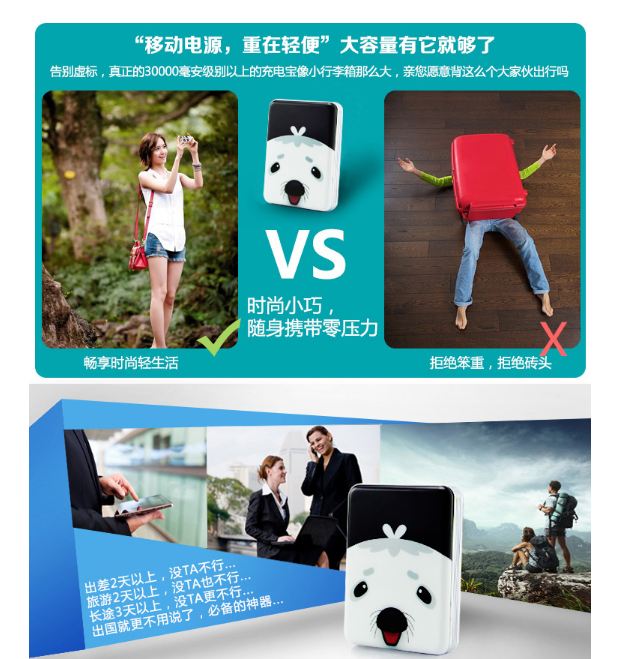 “移动电源，重在轻便”大容量有它就够了
告别虚标，真正的30000毫安级别以上的充电宝像小行李箱那么大，亲您愿意背这么个大家伙出行吗
VS
时尚小巧，
随身携带零压力
畅享时尚轻生活
拒绝笨重，拒绝砖头
出差2天以上，没TA不行...
旅游2天以上，没TA也不行...
长途3天以上，没TA更不行...
出国就更不用说了，必备的神器...